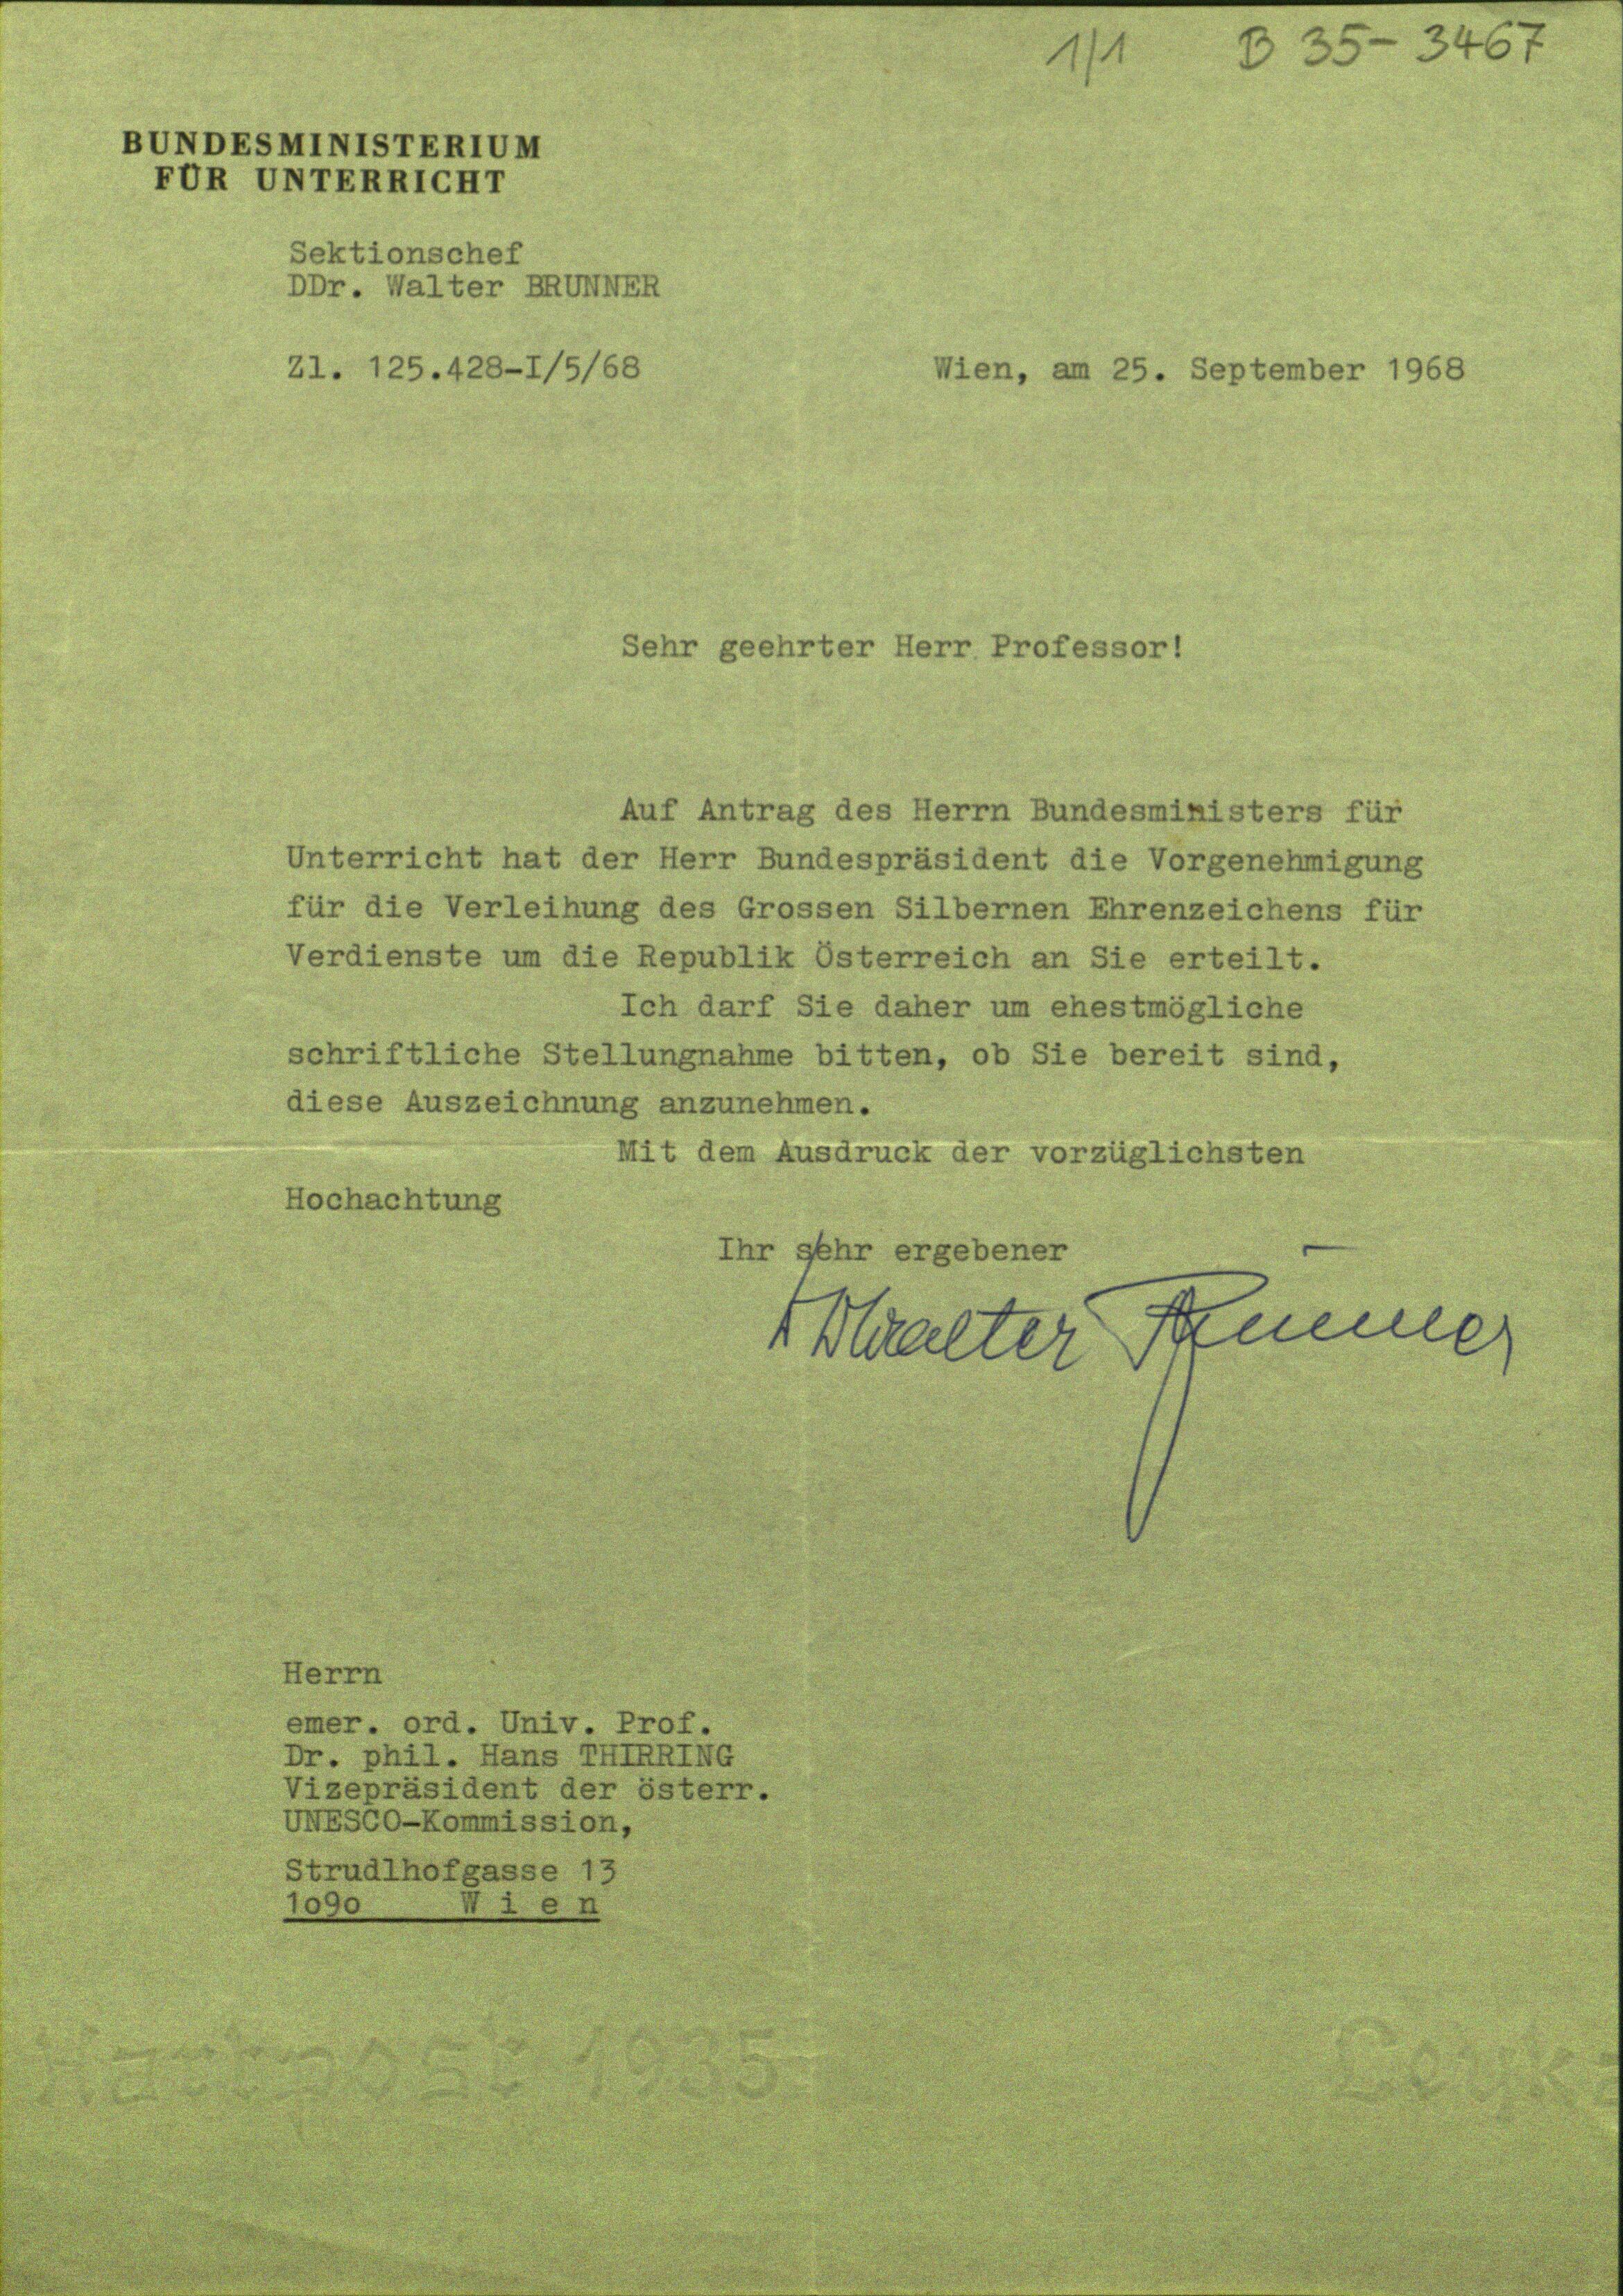 1/1 B 35-3467
BUNDESMINISTERIUM
FÜR UNTERRICHT
Sektionschef
DDr. Walter BRUNNER
Zl. 125.428-I/5/68 Wien, am 25. September 1968
Sehr geehrter Herr Professor!
Auf Antrag des Herrn Bundesministers für
Unterricht hat der Herr Bundespräsident die Vorgenehmigung
für die Verleihung des Grossen Silbernen Ehrenzeichens für
Verdienste um die Republik Österreich an Sie erteilt.
Ich darf Sie daher um ehestmögliche
schriftliche Stellungnahme bitten, ob Sie bereit sind,
diese Auszeichnung anzunehmen.
Mit dem Ausdruck der vorzüglichsten
Hochachtung
Ihr sehr ergebener
Walter Brunner
Herrn
emer. ord. Univ. Prof.
Dr. phil. Hans THIRRING
Vizepräsident der österr.
UNESCO-Kommission,
Strudlhofgasse 13
1o9o W i e n
1935